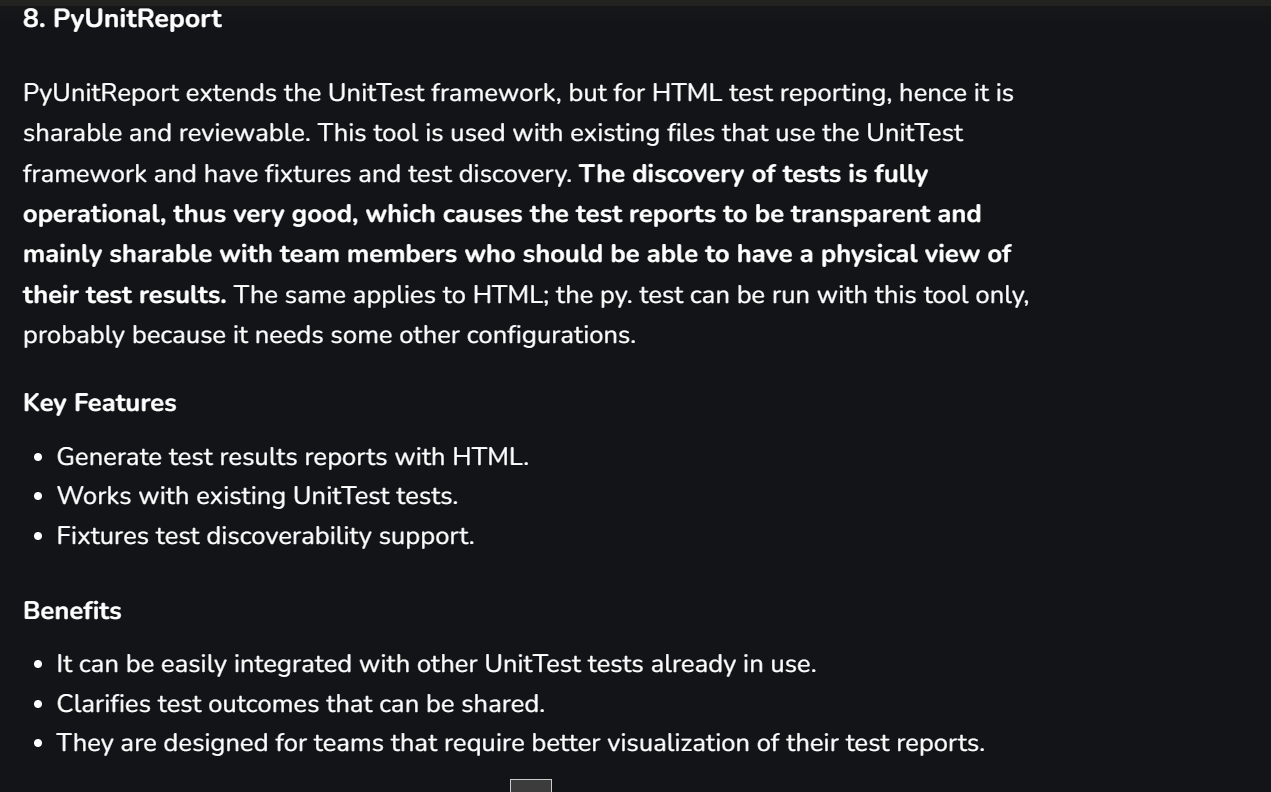 8. PyUnitReport
PyUnitReport extends the UnitTest framework, but for HTML test reporting, hence it is
sharable and reviewable. This tool is used with existing files that use the UnitTest
framework and have fixtures and test discovery. The discovery of tests is fully
operational, thus very good, which causes the test reports to be transparent and
mainly sharable with team members who should be able to have a physical view of
their test results. The same applies to HTML; the py. test can be run with this tool only,
probably because it needs some other configurations.
Key Features
• Generate test results reports with HTML.
• Works with existing UnitTest tests.
• Fixtures test discoverability support.
Benefits
• It can be easily integrated with other UnitTest tests already in use.
• Clarifies test outcomes that can be shared.
• They are designed for teams that require better visualization of their test reports.